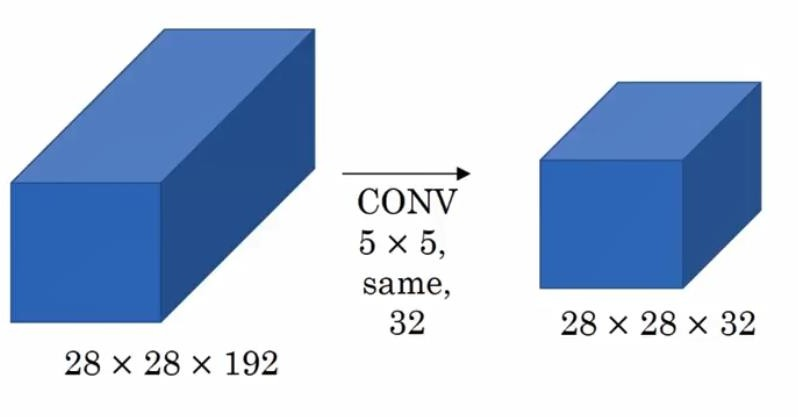 CONV
5 × 5,
same,
32
28 × 28 × 192
28 × 28 × 32